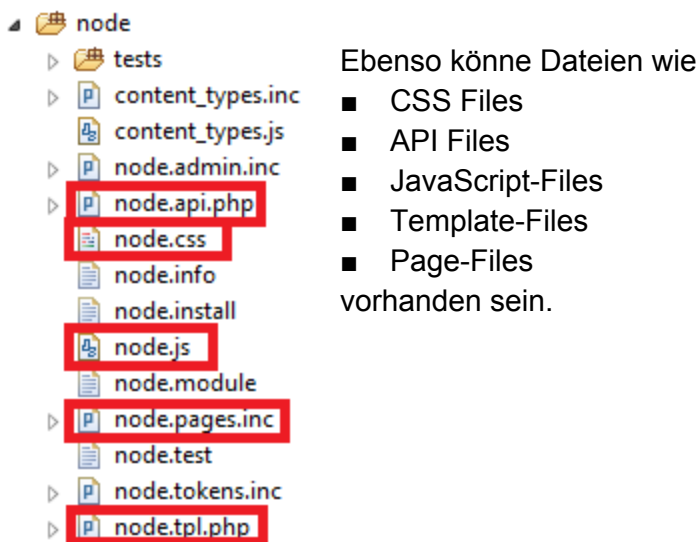 node
tests
content_types.inc
content_types.js
node.admin.inc
node.api.php
node.css
node.info
node.install
node.js
node.module
node.pages.inc
node.test
node.tokens.inc
node.tpl.php
Ebenso könne Dateien wie
■ CSS Files
■ API Files
■ JavaScript-Files
■ Template-Files
■ Page-Files
vorhanden sein.